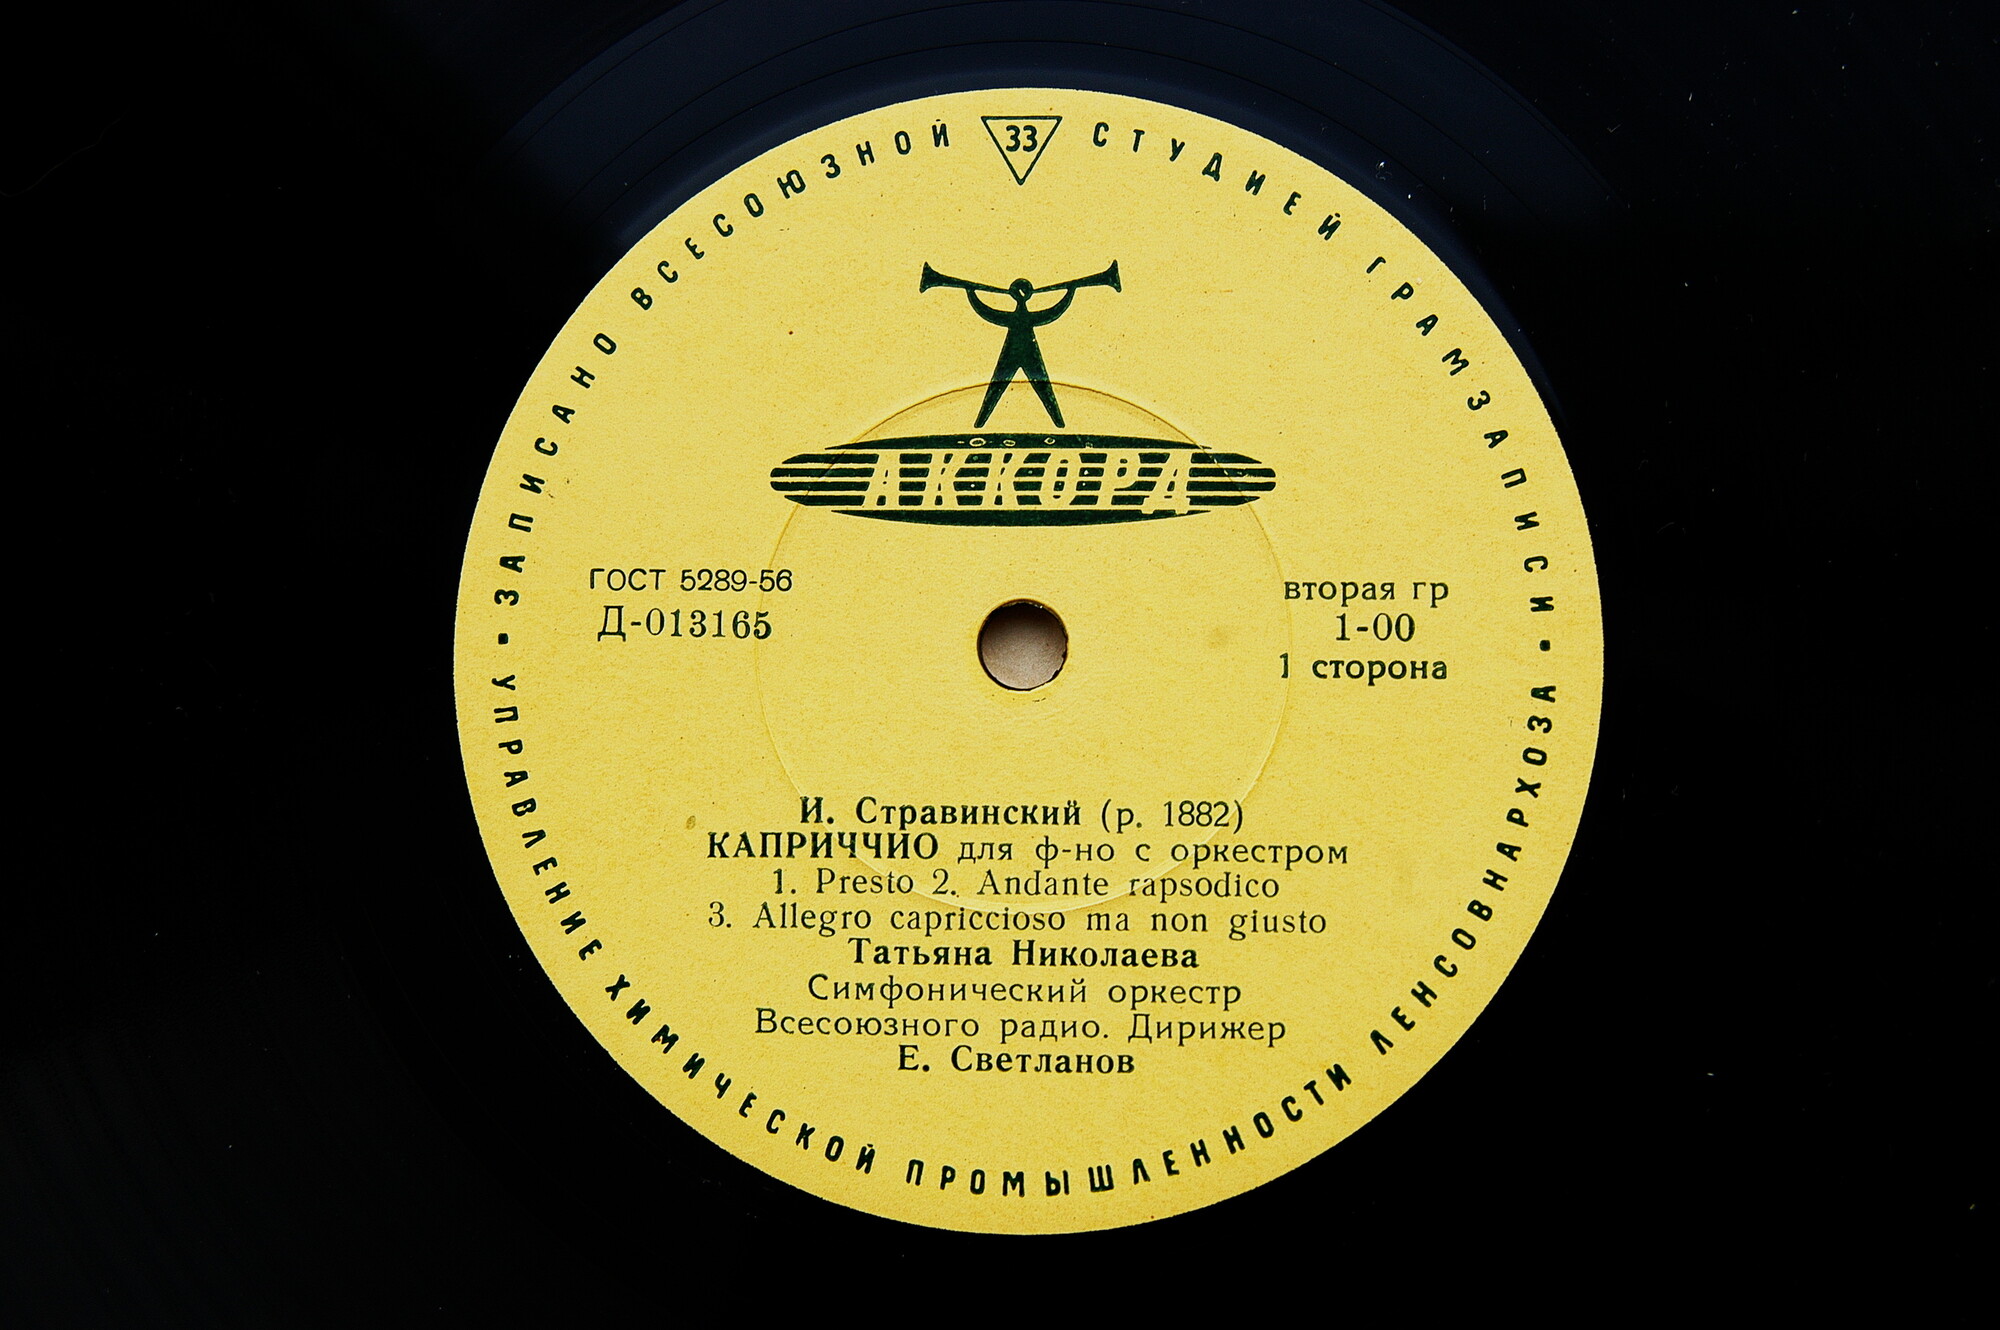 ЗАПИСАНО ВСЕСОЮЗНОЙ 33 СТУДИЕЙ ГРАМЗАПИСИ •
АККОРД
ГОСТ 5289-56
Д-013165
вторая гр
1-00
1 сторона
И. Стравинский (р. 1882)
КАПРИЧЧИО для ф-но с оркестром
1. Presto 2. Andante rapsodico
3. Allegro capriccioso ma non giusto
Татьяна Николаева
Симфонический оркестр
Всесоюзного радио. Дирижер
Е. Светланов
• УПРАВЛЕНИЕ ХИМИЧЕСКОЙ ПРОМЫШЛЕННОСТИ ЛЕНСОВНАРХОЗА